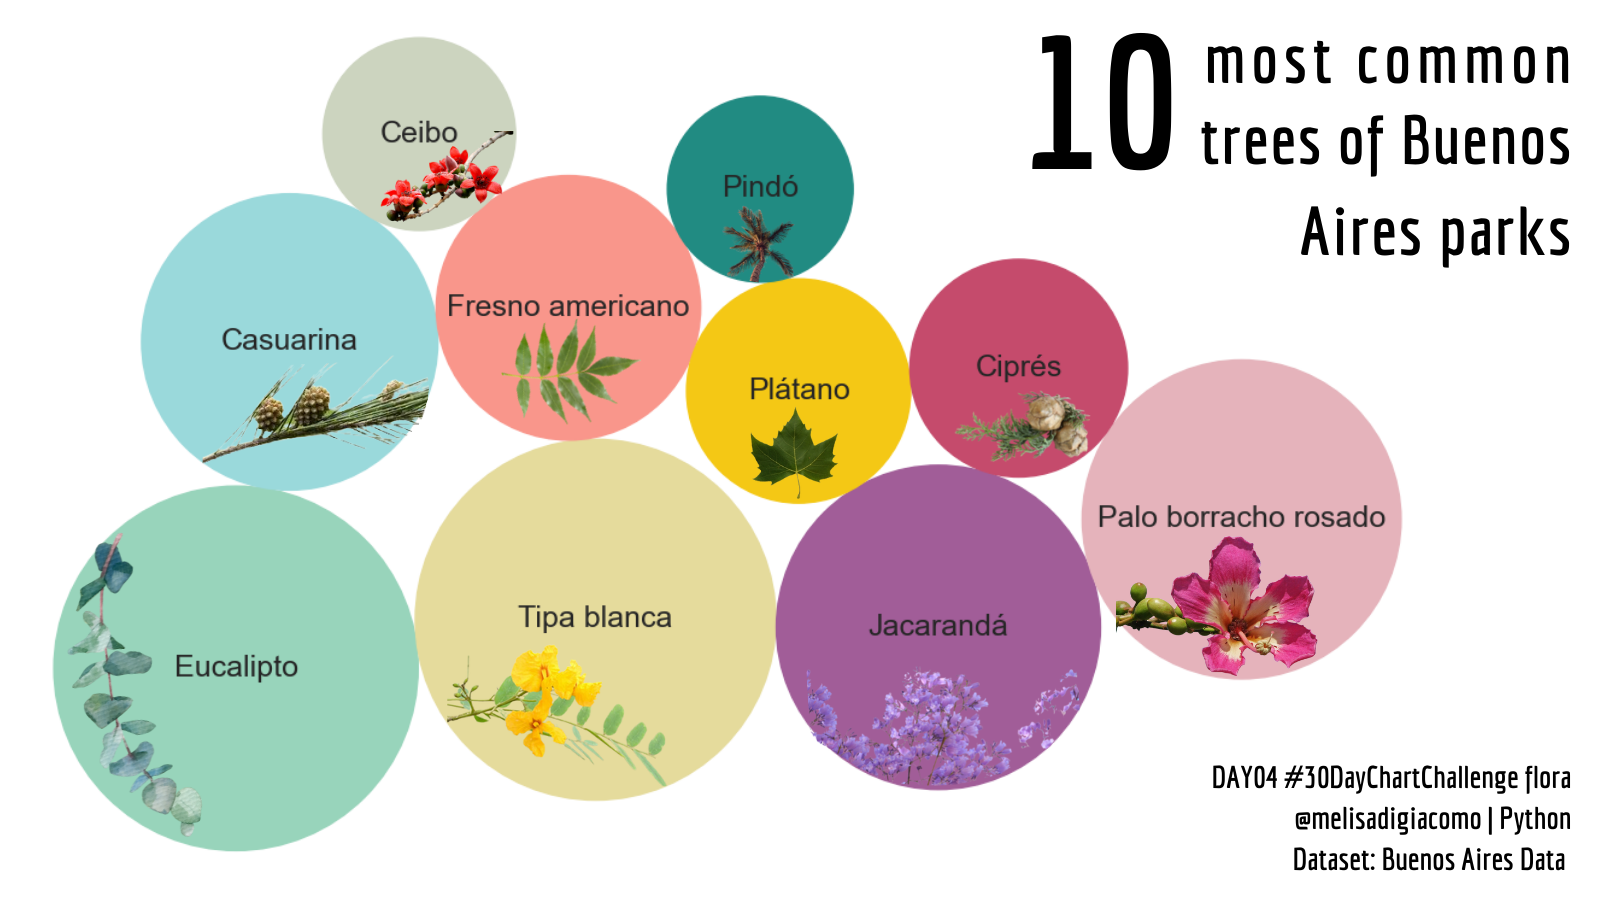 10 most common
trees of Buenos
Aires parks
Ceibo
Pindó
Fresno americano
Casuarina
Ciprés
Plátano
Palo borracho rosado
Tipa blanca
Jacarandá
Eucalipto
DAY04 #30DayChartChallenge flora
@melisadigiacomo | Python
Dataset: Buenos Aires Data